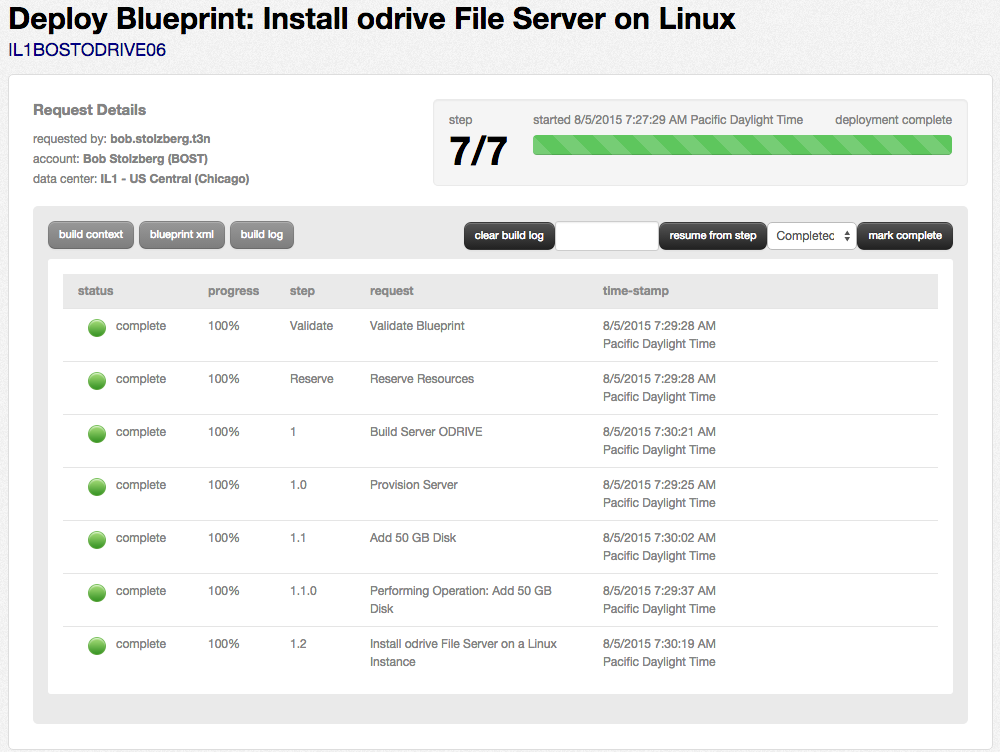 Deploy Blueprint: Install odrive File Server on Linux
IL1BOSTODRIVE06
Request Details
requested by: bob.stolzberg.t3n
account: Bob Stolzberg (BOST)
data center: IL1 - US Central (Chicago)
step started 8/5/2015 7:27:29 AM Pacific Daylight Time deployment complete
7/7
build context blueprint xml build log clear build log resume from step Completec mark complete
status progress step request time-stamp
complete 100% Validate Validate Blueprint 8/5/2015 7:29:28 AM
Pacific Daylight Time
complete 100% Reserve Reserve Resources 8/5/2015 7:29:28 AM
Pacific Daylight Time
complete 100% 1 Build Server ODRIVE 8/5/2015 7:30:21 AM
Pacific Daylight Time
complete 100% 1.0 Provision Server 8/5/2015 7:29:25 AM
Pacific Daylight Time
complete 100% 1.1 Add 50 GB Disk 8/5/2015 7:30:02 AM
Pacific Daylight Time
complete 100% 1.1.0 Performing Operation: Add 50 GB 8/5/2015 7:29:37 AM
Disk Pacific Daylight Time
complete 100% 1.2 Install odrive File Server on a Linux 8/5/2015 7:30:19 AM
Instance Pacific Daylight Time